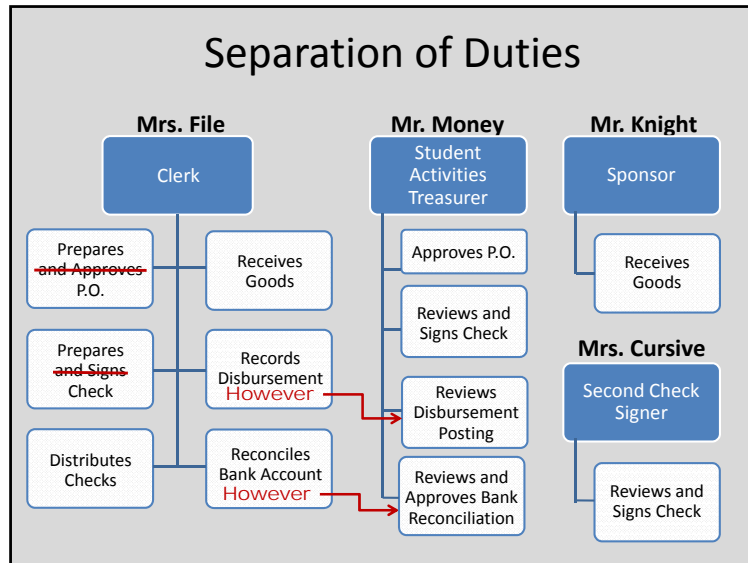 Separation of Duties
Mrs. File
Clerk
Prepares
and Approves
P.O.
Receives
Goods
Prepares
and Signs
Check
Records
Disbursement
However
Distributes
Checks
Reconciles
Bank Account
However
Mr. Money
Student
Activities
Treasurer
Approves P.O.
Reviews and
Signs Check
Reviews
Disbursement
Posting
Reviews and
Approves Bank
Reconciliation
Mr. Knight
Sponsor
Receives
Goods
Mrs. Cursive
Second Check
Signer
Reviews and
Signs Check